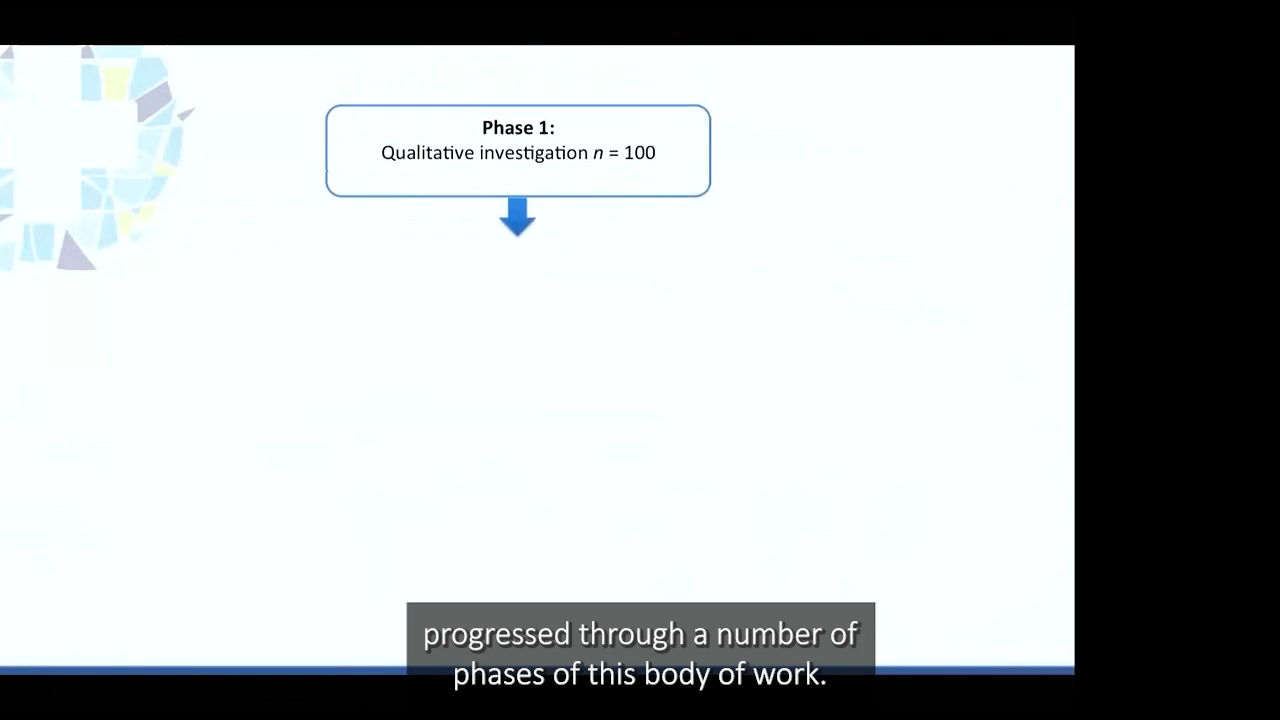 Phase 1:
Qualitative investigation n = 100
progressed through a number of
phases of this body of work.